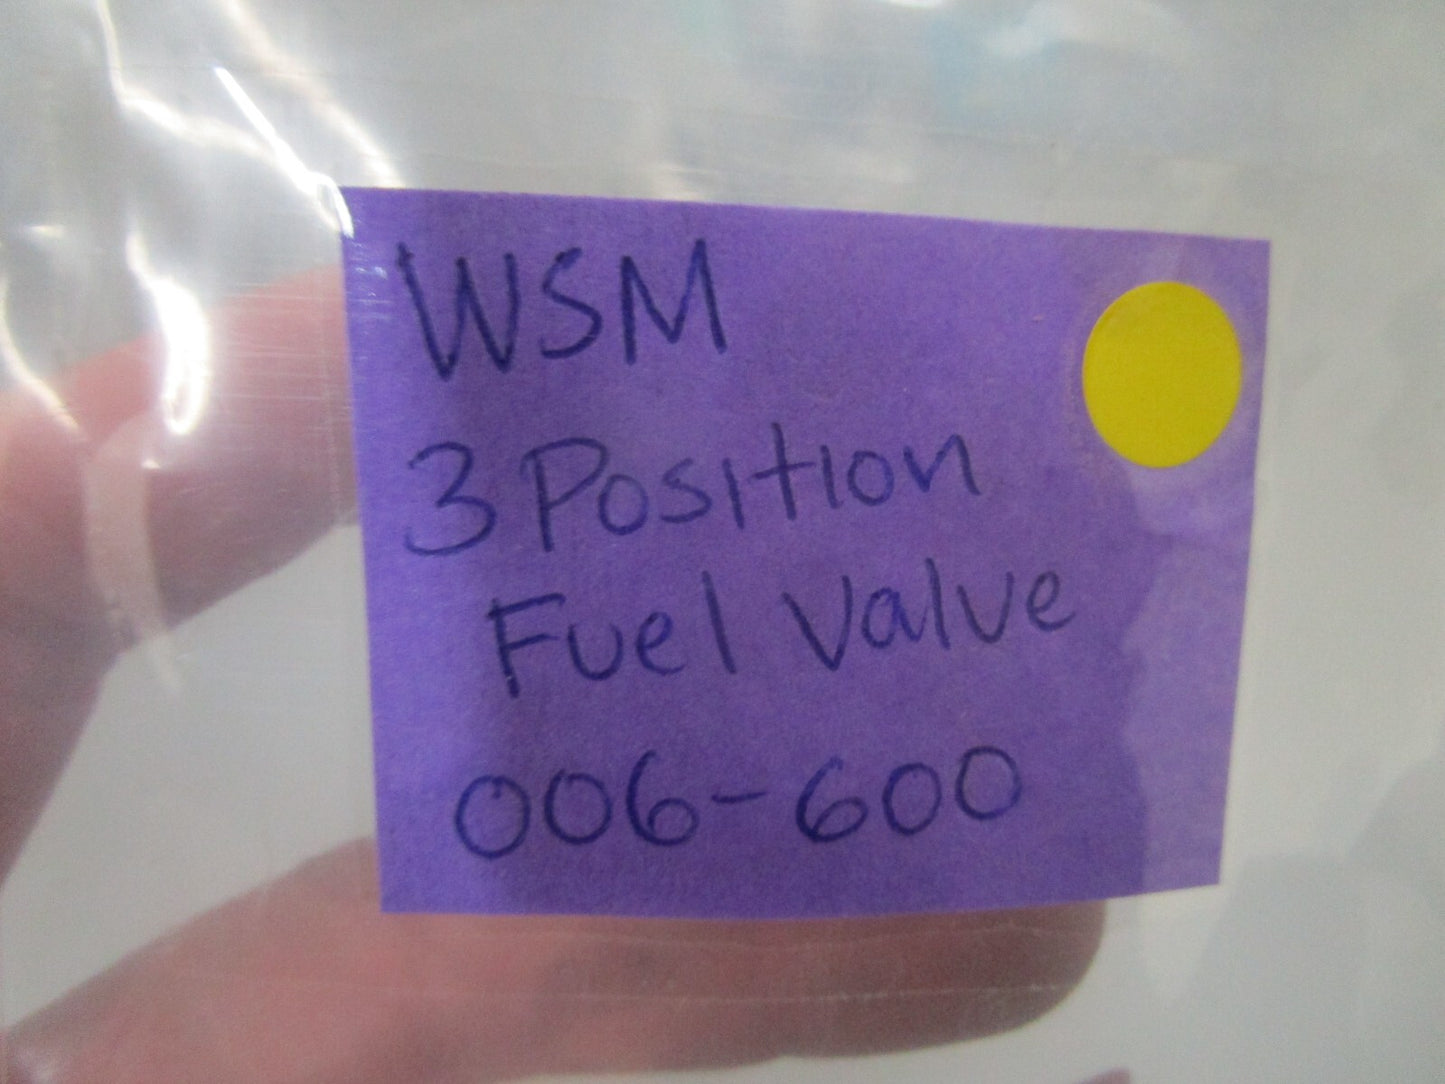 WSM
3 Position
Fuel Valve
006-600